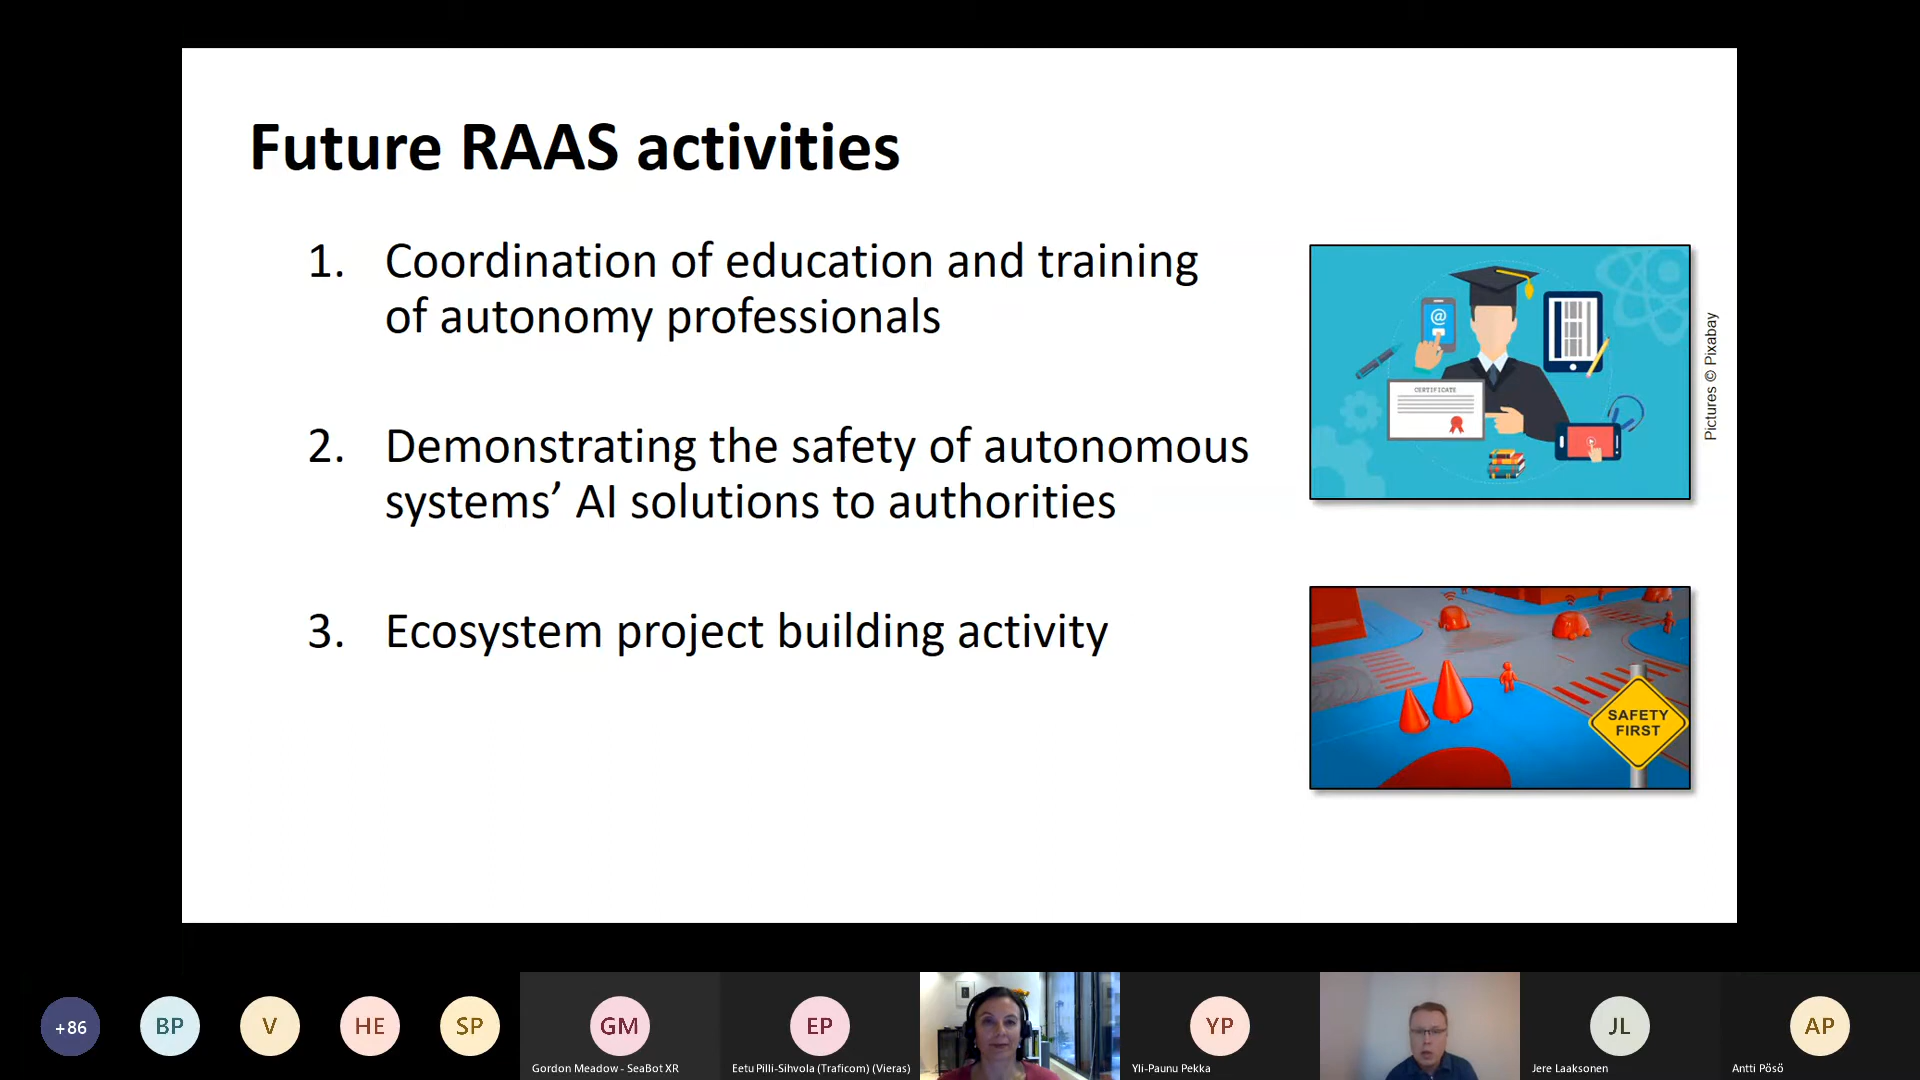 Future RAAS activities
1. Coordination of education and training
of autonomy professionals
2. Demonstrating the safety of autonomous
systems’ AI solutions to authorities
3. Ecosystem project building activity
@
CERTIFICATE
Pictures © Pixabay
SAFETY
FIRST
+86
BP
V
HE
SP
GM
Gordon Meadow - SeaBot XR
EP
Eetu Pilli-Sihvola (Traficom) (Vieras)
YP
Yli-Paunu Pekka
JL
Jere Laaksonen
AP
Antti Pösö